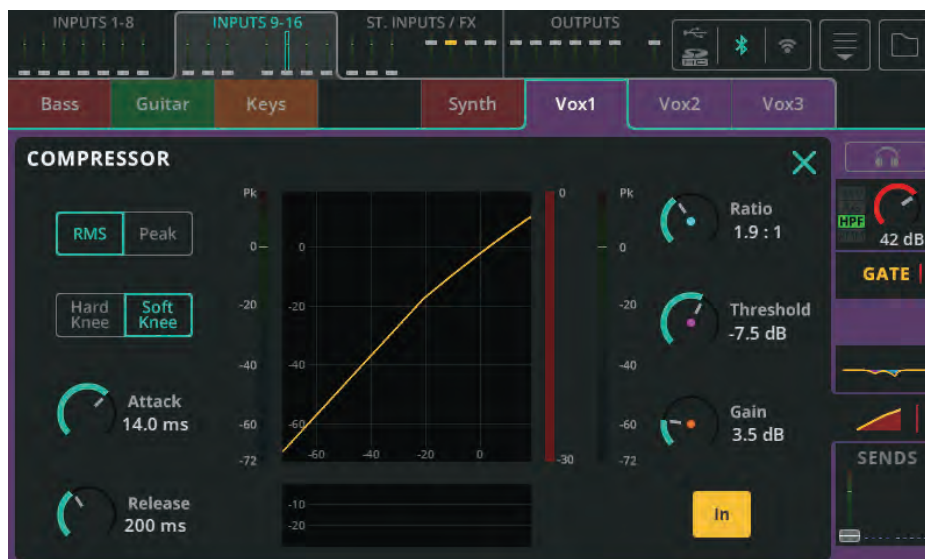 INPUTS 1-8 INPUTS 9-16 ST. INPUTS / FX OUTPUTS
Bass Guitar Keys Synth Vox1 Vox2 Vox3
COMPRESSOR
Pk 0 Pk
Ratio
1.9 : 1
RMS Peak
HPF
42 dB
0 0 0
GATE
Hard Knee Soft Knee
-20 -20 -20
Threshold
-7.5 dB
-40 -40 -40
Attack
14.0 ms
-60 -60 -60
Gain
3.5 dB
-60 -40 -20 0
-72 -30 -72
SENDS
Release
200 ms
-10
-20
In